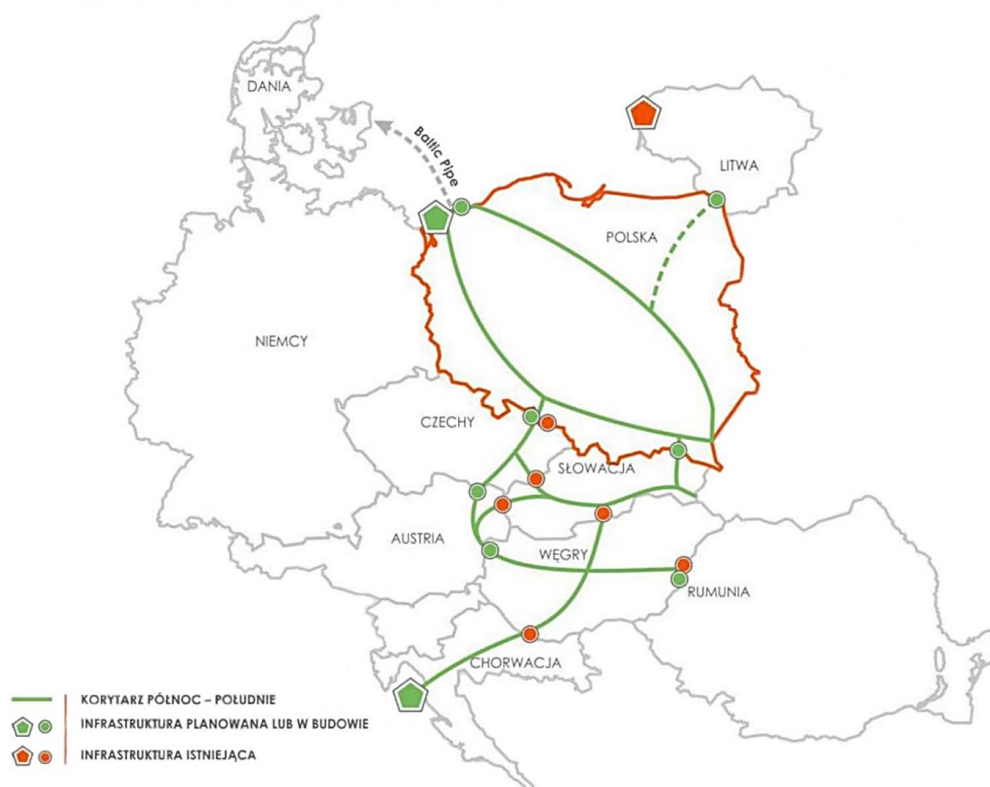 DANIA
Baltic Pipe
LITWA
POLSKA
NIEMCY
CZECHY
SŁOWACJA
AUSTRIA
WĘGRY
RUMUNIA
CHORWACJA
KORYTARZ PÓŁNOC – POŁUDNIE
INFRASTRUKTURA PLANOWANA LUB W BUDOWIE
INFRASTRUKTURA ISTNIEJĄCA